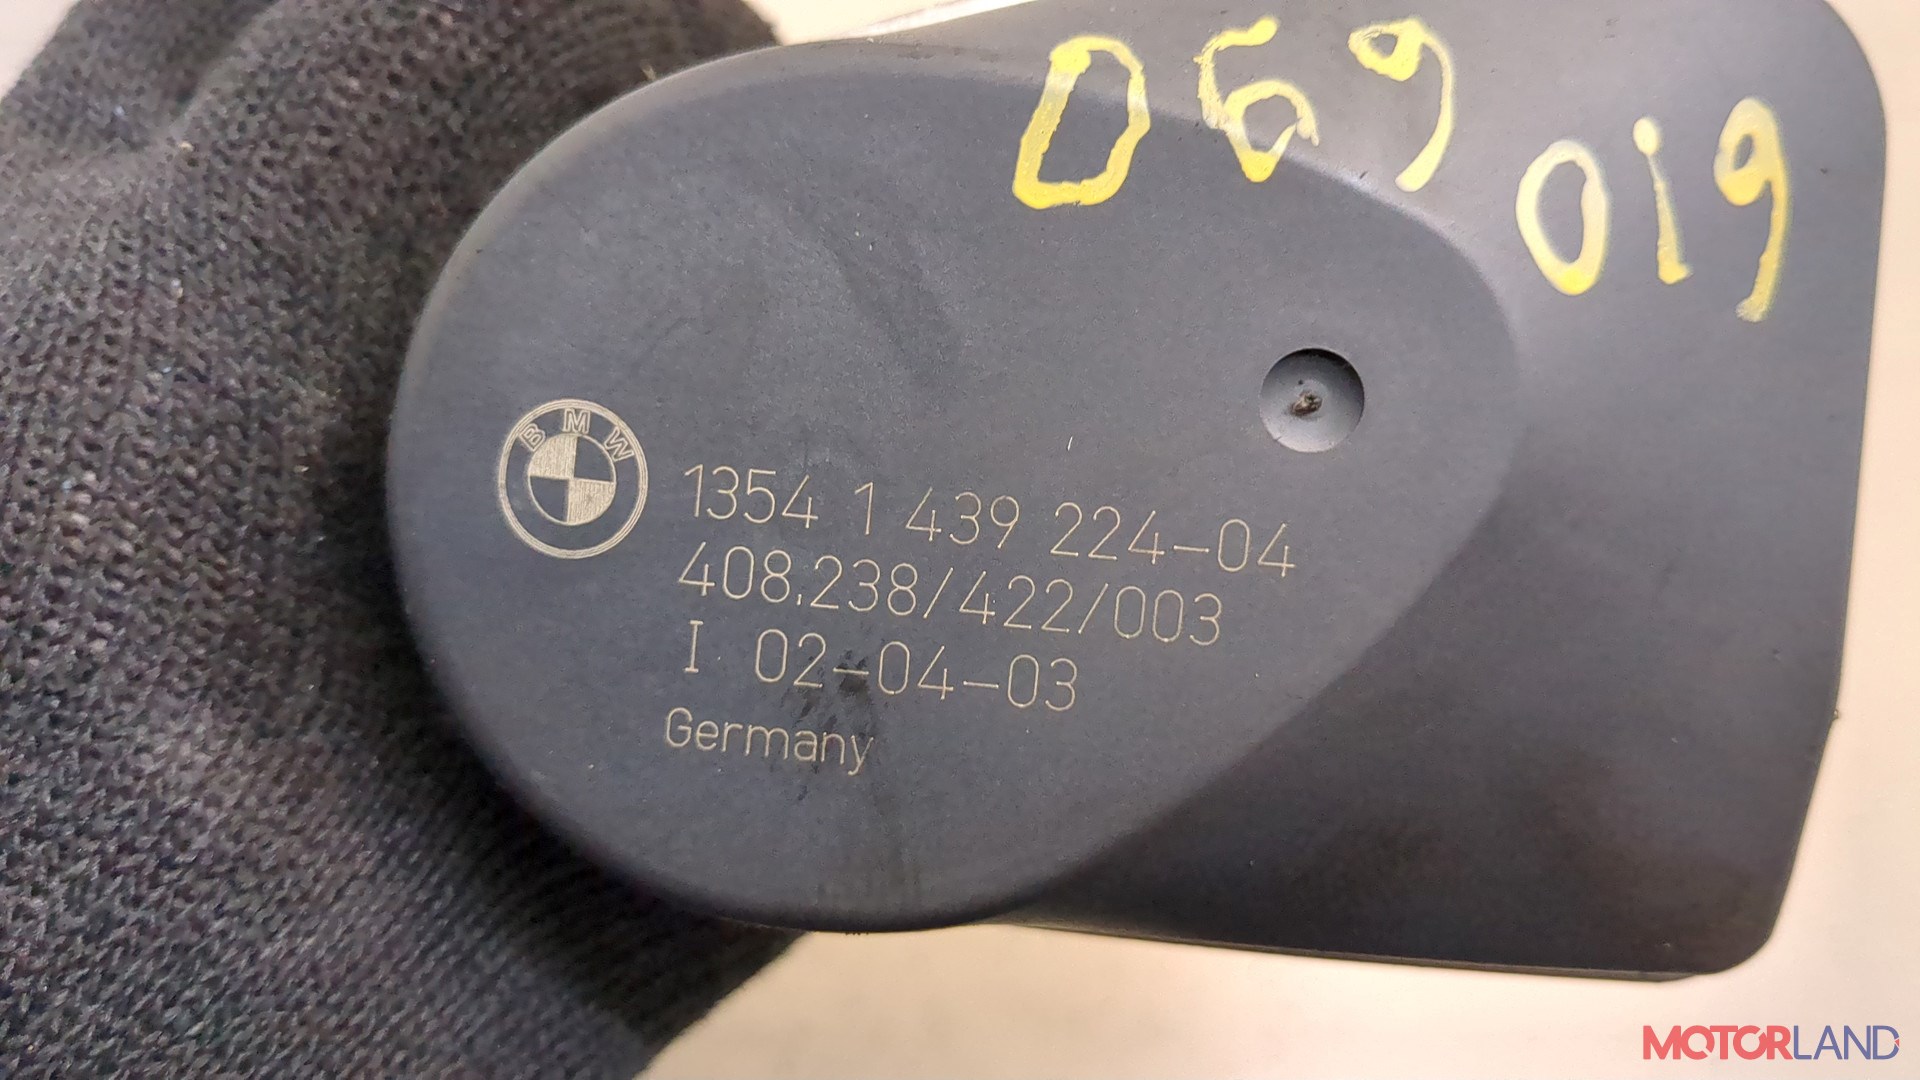 D69
019
BMW
1354 1 439 224-04
408.238/422/003
I 02-04-03
Germany
MOTORLAND